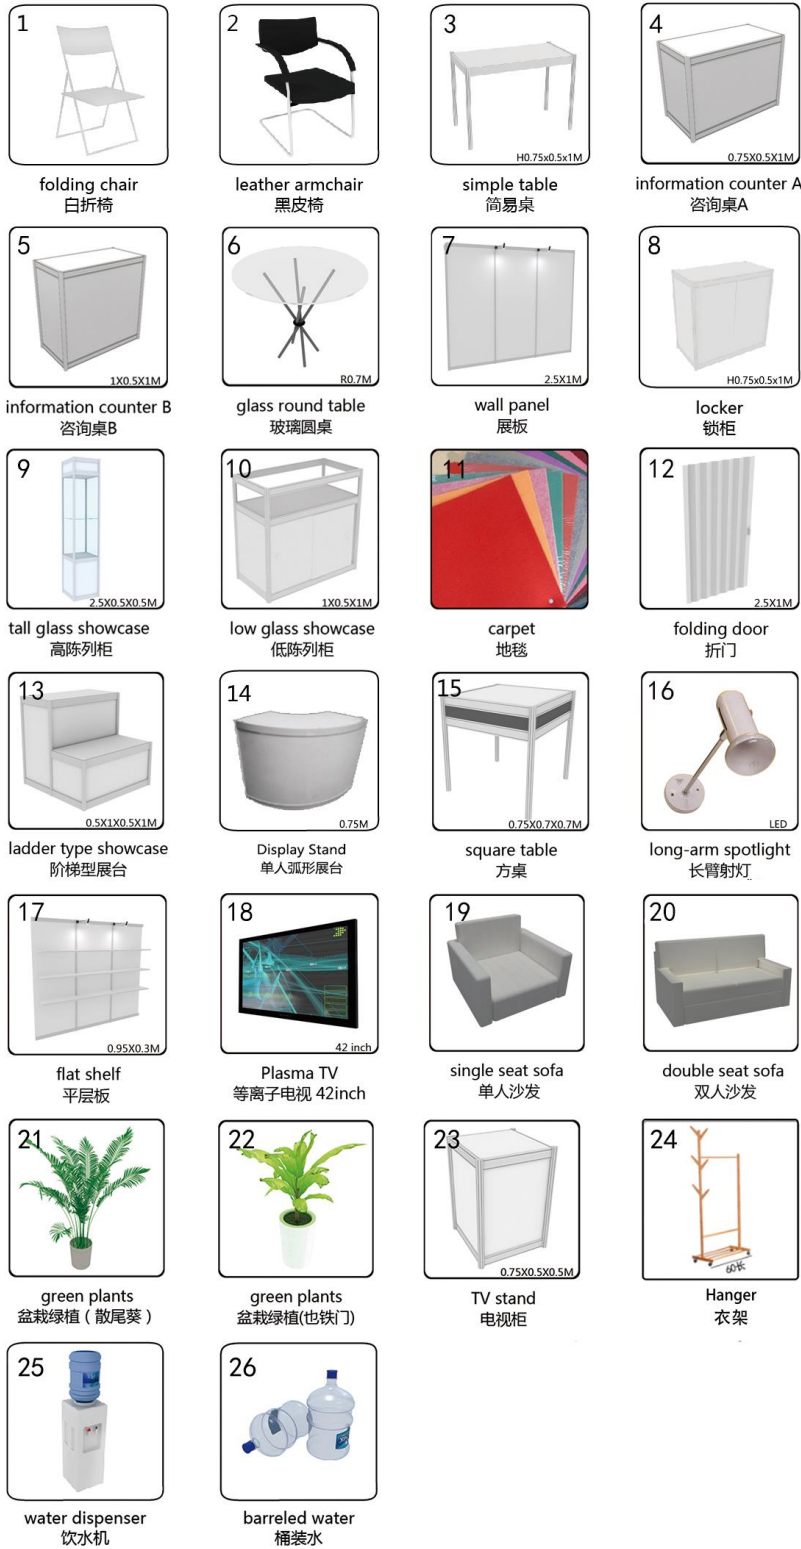 1
2
3
H0.75x0.5x1M
4
0.75X0.5X1M
folding chair
白折椅
leather armchair
黑皮椅
simple table
简易桌
information counter A
咨询桌A
5
1X0.5X1M
6
R0.7M
7
2.5X1M
8
H0.75x0.5x1M
information counter B
咨询桌B
glass round table
玻璃圆桌
wall panel
展板
locker
锁柜
9
2.5X0.5X0.5M
10
1X0.5X1M
11
12
2.5X1M
tall glass showcase
高陈列柜
low glass showcase
低陈列柜
carpet
地毯
folding door
折门
13
0.5X1X0.5X1M
14
0.75M
15
0.75X0.7X0.7M
16
LED
ladder type showcase
阶梯型展台
Display Stand
单人弧形展台
square table
方桌
long-arm spotlight
长臂射灯
17
0.95X0.3M
18
42 inch
19
20
flat shelf
平层板
Plasma TV
等离子电视 42inch
single seat sofa
单人沙发
double seat sofa
双人沙发
21
22
23
0.75X0.5X0.5M
24
60长
green plants
盆栽绿植（散尾葵）
green plants
盆栽绿植(也铁门)
TV stand
电视柜
Hanger
衣架
25
26
water dispenser
饮水机
barreled water
桶装水